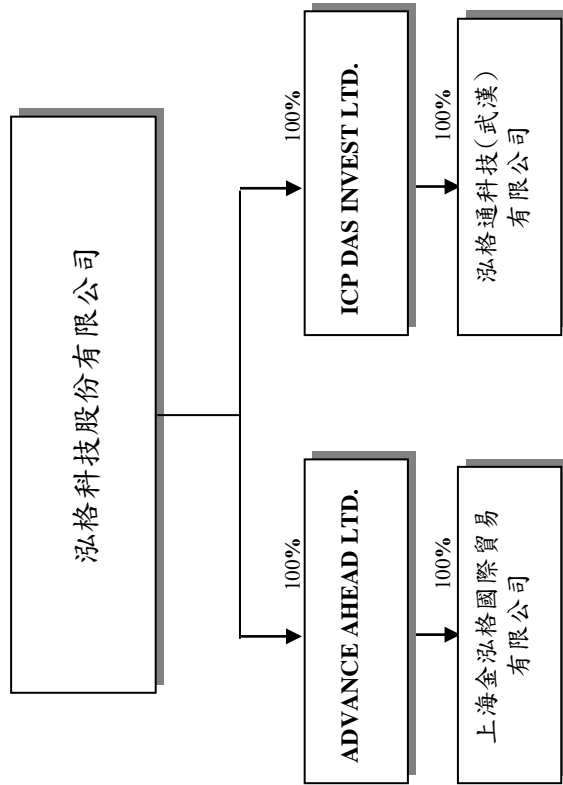 泓格科技股份有限公司
100%
100%
ADVANCE AHEAD LTD.
ICP DAS INVEST LTD.
100%
100%
上海金泓格國際貿易
有限公司
泓格通科技(武漢)
有限公司